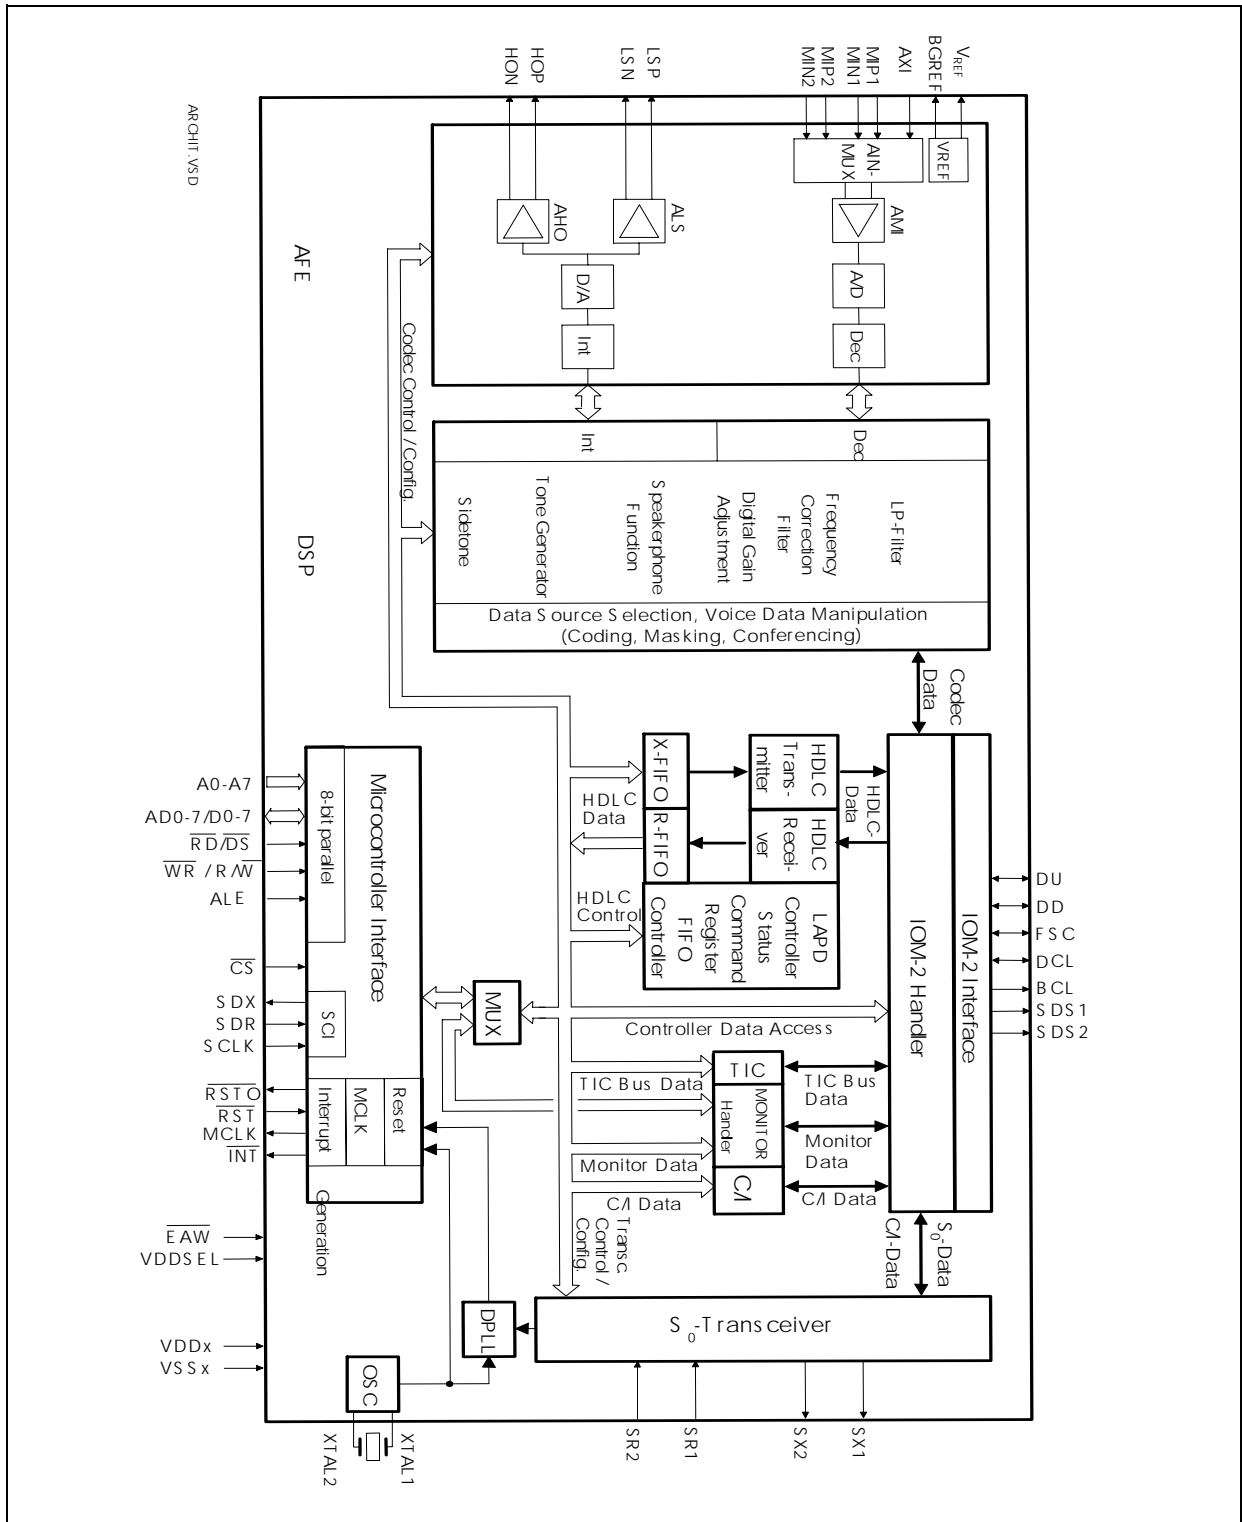 V_REF
BGREF
AXI
MIP1
MIN1
MIP2
MIN2
LSP
LSN
HOP
HON
ARCHIT.VSD
VREF
AIN-
MUX
AMI
A/D
Dec
ALS
AHO
D/A
Int
AFE
Codec Control / Config.
Dec
Int
LP-Filter
Frequency
Correction
Filter
Digital Gain
Adjustment
Speakerphone
Function
Tone Generator
Sidetone
DSP
Data Source Selection, Voice Data Manipulation
(Coding, Masking, Conferencing)
Codec
Data
X-FIFO
R-FIFO
HDLC
Trans-
mitter
HDLC
Recei-
ver
HDLC-
Data
HDLC
Data
HDLC
Control
LAPD
Controller
Status
Command
Register
FIFO
Controller
IOM-2 Handler
IOM-2 Interface
DU
DD
FSC
DCL
BCL
SDS1
SDS2
Microcontroller Interface
8-bit parallel
SCI
A0-A7
AD0-7/D0-7
RD/DS
WR / R/W
ALE
CS
SDX
SDR
SCLK
RSTO
RST
MCLK
INT
EAW
VDDSEL
VDDx
VSSx
MUX
Controller Data Access
TIC
TIC Bus Data
TIC Bus
Data
MONITOR
Handler
Monitor Data
Monitor
Data
C/I
C/I Data
C/I Data
Reset
MCLK
Interrupt
Generation
Transc.
Control /
Config.
S0-Data
C/I-Data
S0-Transceiver
DPLL
OSC
XTAL1
XTAL2
SR2
SR1
SX2
SX1